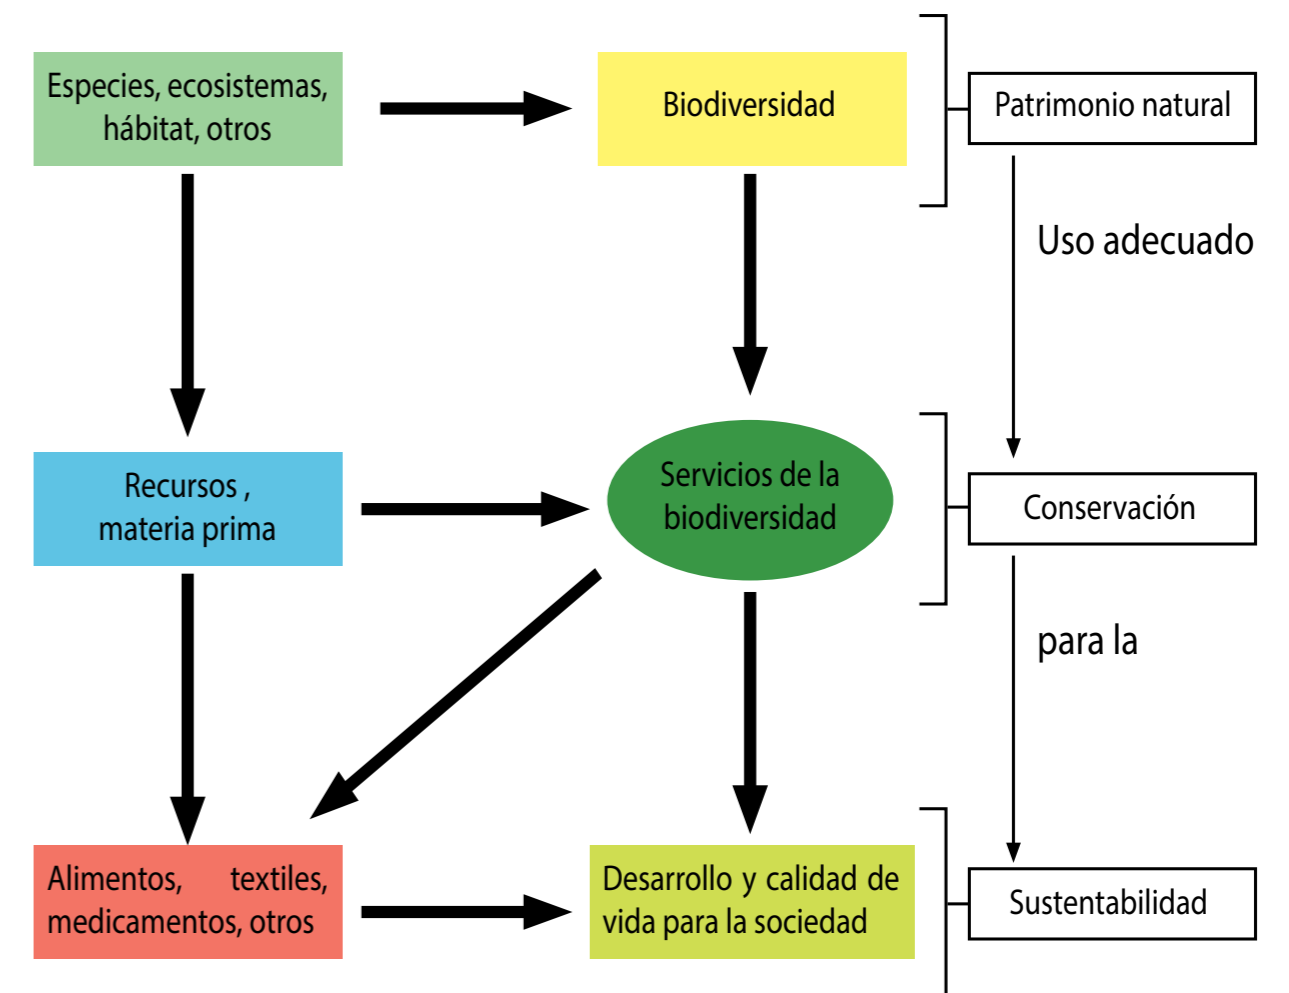 Especies, ecosistemas,
hábitat, otros
Biodiversidad
Patrimonio natural
Uso adecuado
Recursos ,
materia prima
Servicios de la
biodiversidad
Conservación
para la
Alimentos, textiles,
medicamentos, otros
Desarrollo y calidad de
vida para la sociedad
Sustentabilidad